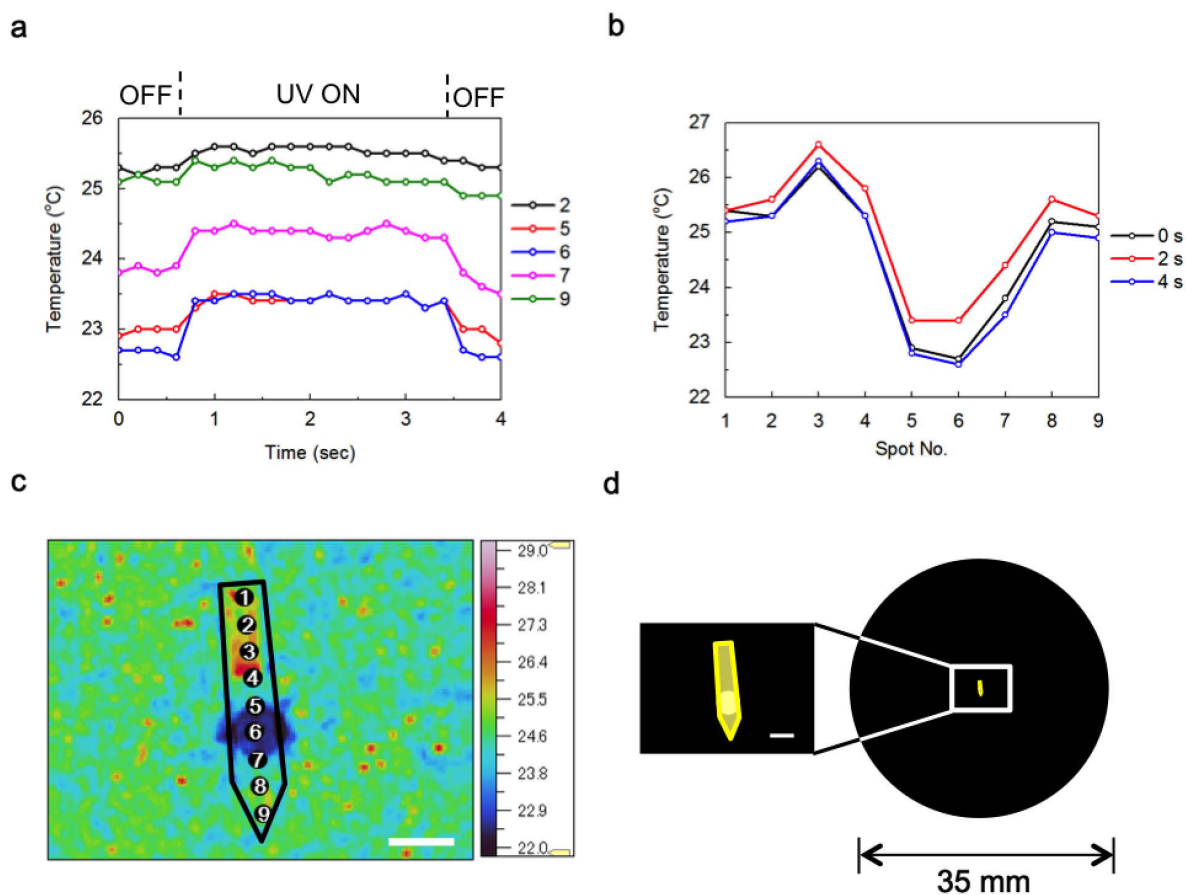 a
OFF UV ON OFF
26
25
24
23
22
Temperature (°C)
0 1 2 3 4
Time (sec)
2
5
6
7
9
b
27
26
25
24
23
22
Temperature (°C)
1 2 3 4 5 6 7 8 9
Spot No.
0 s
2 s
4 s
c
1
2
3
4
5
6
7
8
9
29.0
28.1
27.3
26.4
25.5
24.6
23.8
22.9
22.0
d
35 mm